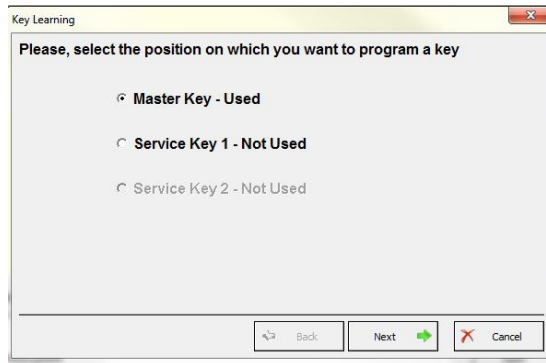 Key Learning
Please, select the position on which you want to program a key
Master Key - Used
Service Key 1 - Not Used
Service Key 2 - Not Used
Back Next Cancel